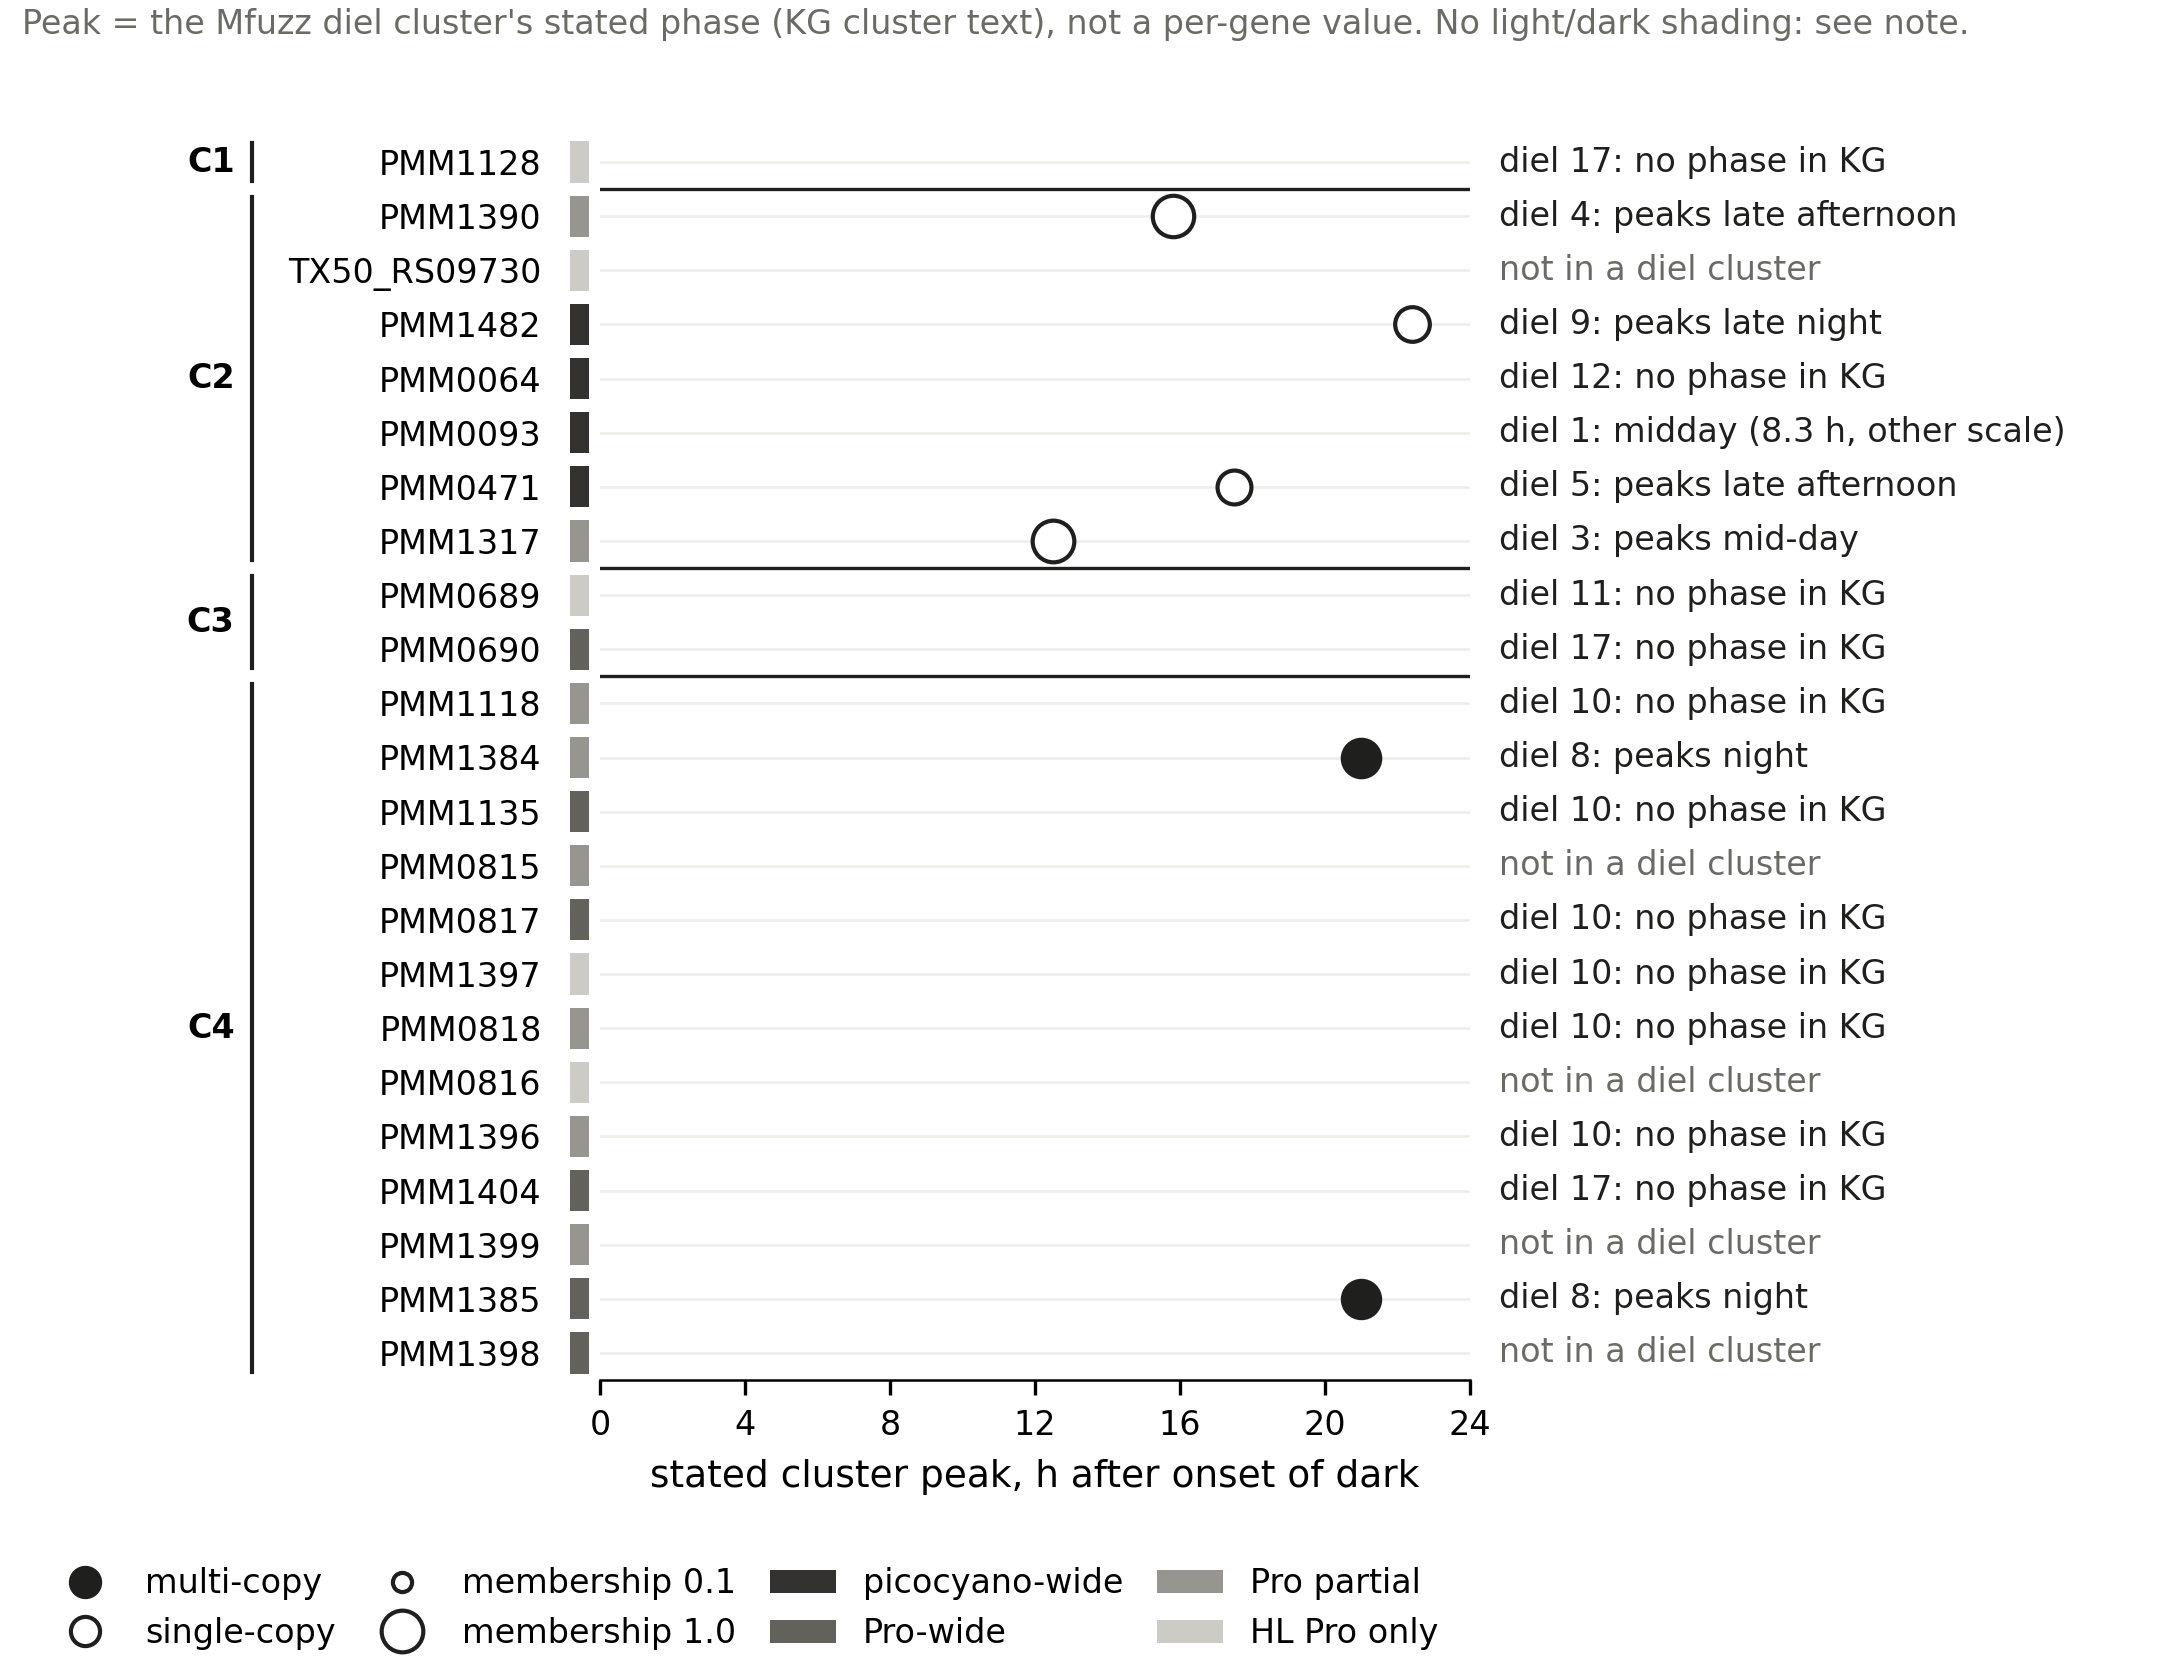 Peak = the Mfuzz diel cluster's stated phase (KG cluster text), not a per-gene value. No light/dark shading: see note.
C1 PMM1128 diel 17: no phase in KG
PMM1390 diel 4: peaks late afternoon
TX50_RS09730 not in a diel cluster
PMM1482 diel 9: peaks late night
C2 PMM0064 diel 12: no phase in KG
PMM0093 diel 1: midday (8.3 h, other scale)
PMM0471 diel 5: peaks late afternoon
PMM1317 diel 3: peaks mid-day
PMM0689 diel 11: no phase in KG
C3
PMM0690 diel 17: no phase in KG
PMM1118 diel 10: no phase in KG
PMM1384 diel 8: peaks night
PMM1135 diel 10: no phase in KG
PMM0815 not in a diel cluster
PMM0817 diel 10: no phase in KG
PMM1397 diel 10: no phase in KG
C4 PMM0818 diel 10: no phase in KG
PMM0816 not in a diel cluster
PMM1396 diel 10: no phase in KG
PMM1404 diel 17: no phase in KG
PMM1399 not in a diel cluster
PMM1385 diel 8: peaks night
PMM1398 not in a diel cluster
0 4 8 12 16 20 24
stated cluster peak, h after onset of dark
multi-copy membership 0.1 picocyano-wide Pro partial
single-copy membership 1.0 Pro-wide HL Pro only